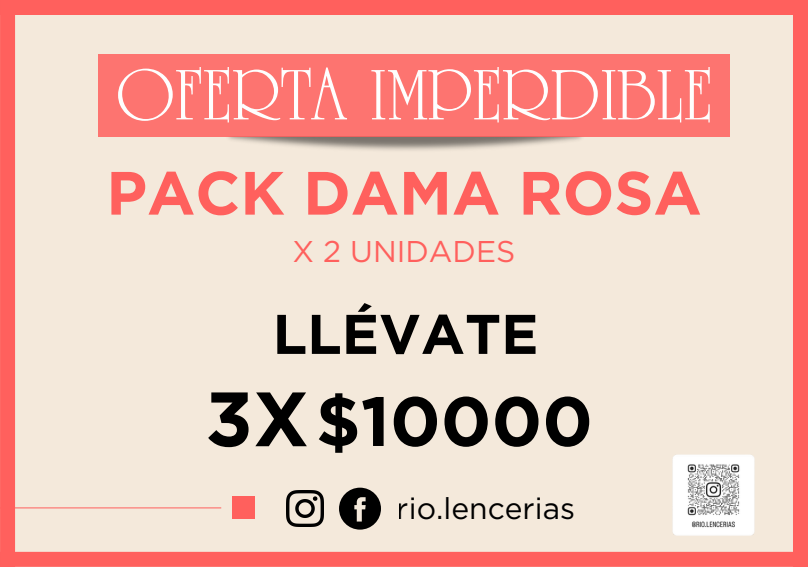 OFERTA IMPERDIBLE
PACK DAMA ROSA
X 2 UNIDADES
LLÉVATE
3X $10000
rio.lencerias
@RIO.LENCERIAS